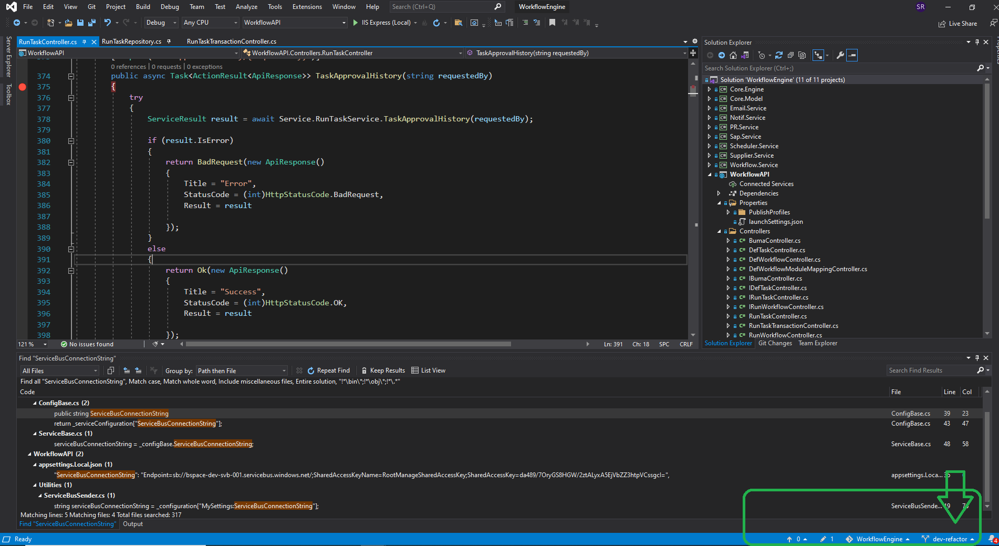 File Edit View Git Project Build Debug Team Test Analyze Tools Extensions Window Help Search (Ctrl+Q) WorkflowEngine SR
Debug Any CPU WorkflowAPI IIS Express (Local) Live Share
Server Explorer
Toolbox
RunTaskController.cs RunTaskRepository.cs RunTaskTransactionController.cs
WorkflowAPI WorkflowAPI.Controllers.RunTaskController TaskApprovalHistory(string requestedBy)
0 references | 0 requests | 0 exceptions
374 public async Task<ActionResult<ApiResponse>> TaskApprovalHistory(string requestedBy)
375 {
376 try
377 {
378 ServiceResult result = await Service.RunTaskService.TaskApprovalHistory(requestedBy);
379
380 if (result.IsError)
381 {
382 return BadRequest(new ApiResponse()
383 {
384 Title = "Error",
385 StatusCode = (int)HttpStatusCode.BadRequest,
386 Result = result
387
388 });
389 }
390 else
391 {
392 return Ok(new ApiResponse()
393 {
394 Title = "Success",
395 StatusCode = (int)HttpStatusCode.OK,
396 Result = result
397
398 });
121 % No issues found Ln: 391 Ch: 18 SPC CRLF
Solution Explorer
Search Solution Explorer (Ctrl+;)
Solution 'WorkflowEngine' (11 of 11 projects)
C# Core.Engine
C# Core.Model
C# Email.Service
C# Notif.Service
C# PR.Service
C# Sap.Service
C# Scheduler.Service
C# Supplier.Service
C# Workflow.Service
WorkflowAPI
Connected Services
Dependencies
Properties
PublishProfiles
launchSettings.json
Controllers
C# BumaController.cs
C# DefTaskController.cs
C# DefWorkflowController.cs
C# DefWorkflowModuleMappingController.cs
C# IBumaController.cs
C# IDefTaskController.cs
C# IRunTaskController.cs
C# IRunWorkflowController.cs
C# RunTaskController.cs
C# RunTaskTransactionController.cs
C# RunWorkflowController.cs
Solution Explorer Git Changes Team Explorer
Find "ServiceBusConnectionString"
All Files Group by: Path then File Repeat Find Keep Results List View Search Find Results
Find all "ServiceBusConnectionString", Match case, Match whole word, Include miscellaneous files, Entire solution, "!*\bin\*;!*\obj\*;!*\.*"
Code File Line Col
ConfigBase.cs (2)
public string ServiceBusConnectionString ConfigBase.cs 39 23
return _serviceConfiguration["ServiceBusConnectionString"]; ConfigBase.cs 43 47
ServiceBase.cs (1)
serviceBusConnectionString = _configBase.ServiceBusConnectionString; ServiceBase.cs 48 58
WorkflowAPI (2)
appsettings.Local.json (1)
"ServiceBusConnectionString": "Endpoint=sb://bspace-dev-svb-001.servicebus.windows.net/;SharedAccessKeyName=RootManageSharedAccessKey;SharedAccessKey=da489/7OryGS8HGW/2ztALyxA5EjVbZZ3htpVCssgcI=", appsettings.Loca...
Utilities (1)
ServiceBusSender.cs (1)
string serviceBusConnectionString = _configuration["MySettings:ServiceBusConnectionString"]; ServiceBusSende... 19
Matching lines: 5 Matching files: 4 Total files searched: 317
Find "ServiceBusConnectionString" Output
Ready 0 1 WorkflowEngine dev-refactor 4